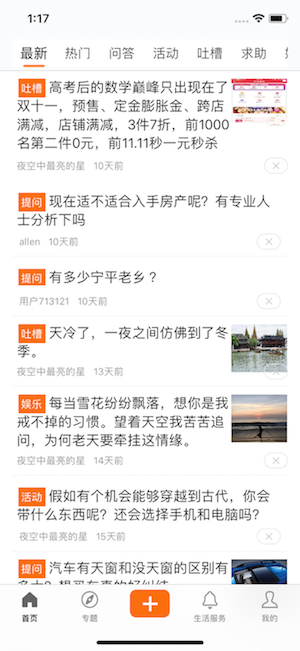 1:17
最新 热门 问答 活动 吐槽 求助
吐槽 高考后的数学巅峰只出现在了
双十一，预售、定金膨胀金、跨店
满减，店铺满减，3件7折，前1000
名第二件0元，前11.11秒一元秒杀
夜空中最亮的星 10天前
提问 现在适不适合入手房产呢？有专业人
士分析下吗
allen 10天前
提问 有多少宁平老乡 ?
用户713121 10天前
吐槽 天冷了，一夜之间仿佛到了冬
季。
夜空中最亮的星 13天前
娱乐 每当雪花纷纷飘落，想你是我
戒不掉的习惯。望着天空我苦苦追
问，为何老天要牵挂这情缘。
夜空中最亮的星 14天前
活动 假如有个机会能够穿越到古代，你会
带什么东西呢？还会选择手机和电脑吗？
夜空中最亮的星 15天前
提问 汽车有天窗和没天窗的区别有
首页 专题 生活服务 我的